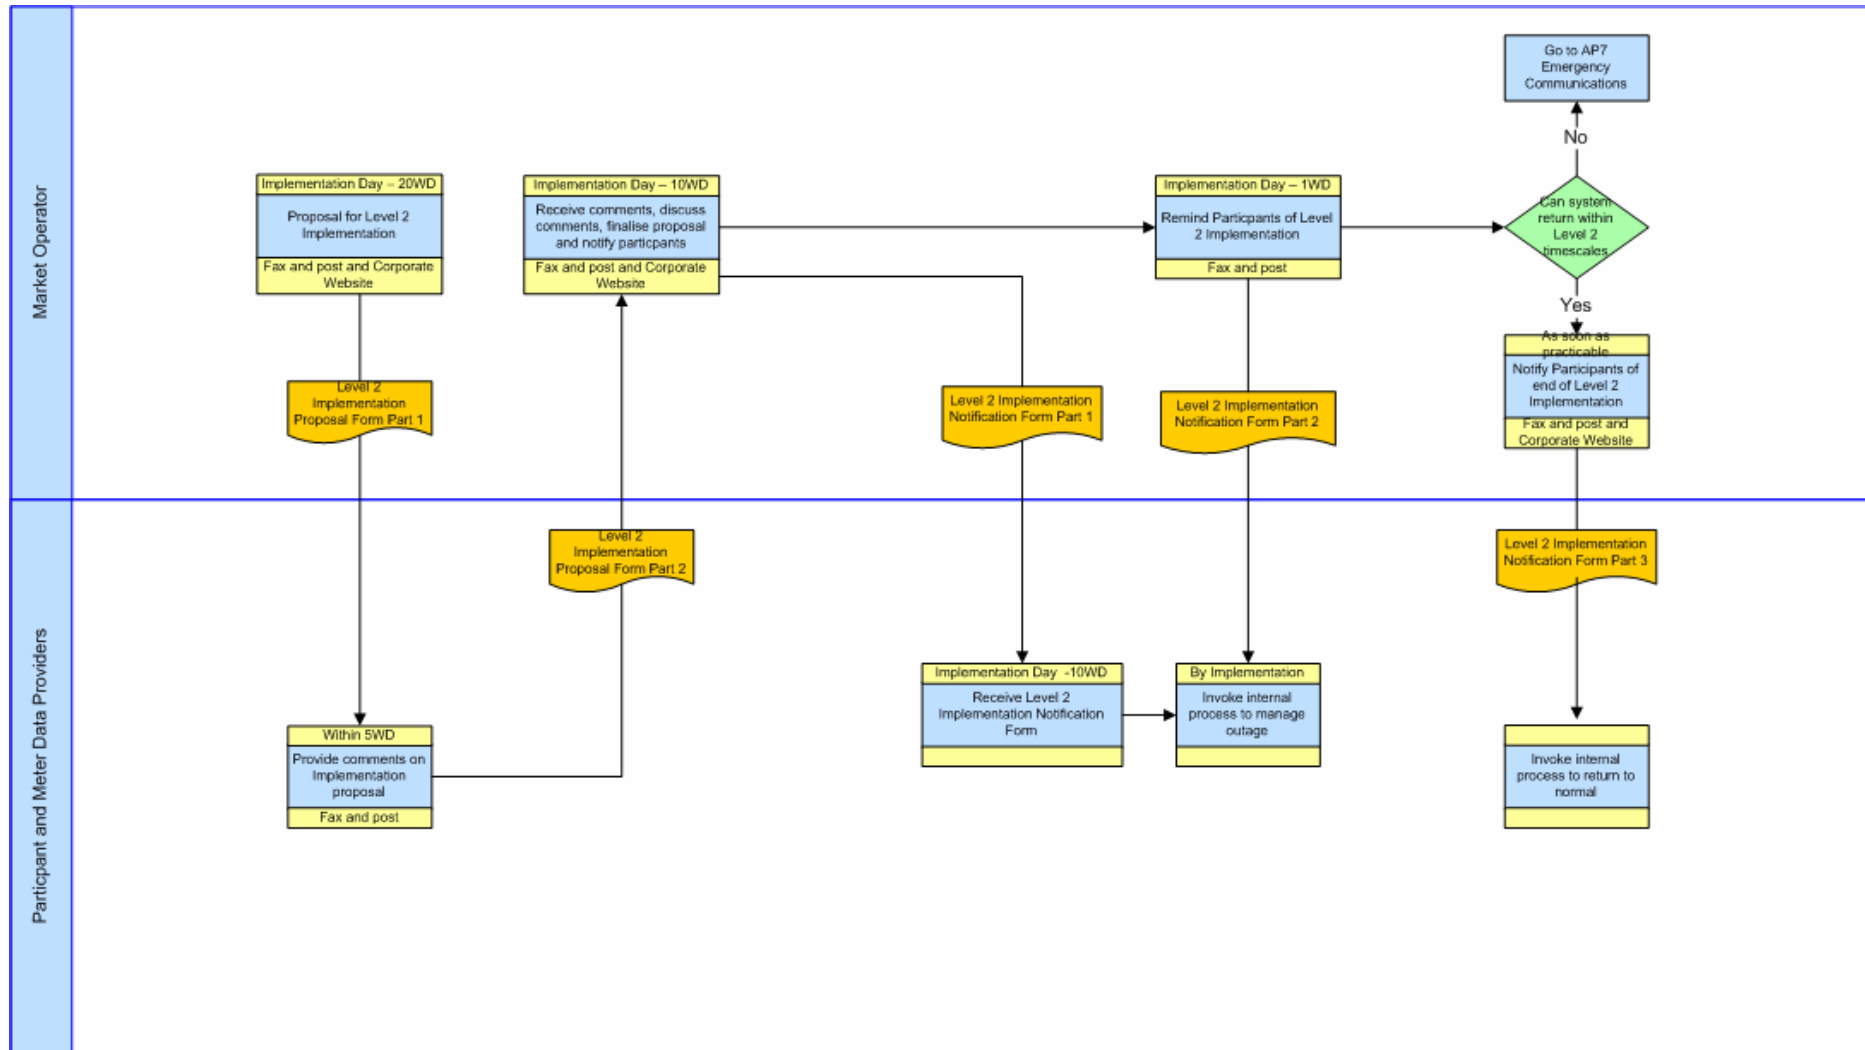 Market Operator
Implementation Day – 20WD
Proposal for Level 2
Implementation
Fax and post and Corporate
Website
Level 2
Implementation
Proposal Form Part 1
Implementation Day – 10WD
Receive comments, discuss
comments, finalise proposal
and notify particpants
Fax and post and Corporate
Website
Level 2 Implementation
Notification Form Part 1
Implementation Day – 1WD
Remind Particpants of Level
2 Implementation
Fax and post
Level 2 Implementation
Notification Form Part 2
Go to AP7
Emergency
Communications
No
Can system
return within
Level 2
timescales
Yes
As soon as
practicable
Notify Participants of
end of Level 2
Implementation
Fax and post and
Corporate Website
Particpant and Meter Data Providers
Within 5WD
Provide comments on
Implementation
proposal
Fax and post
Level 2
Implementation
Proposal Form Part 2
Implementation Day -10WD
Receive Level 2
Implementation Notification
Form
By Implementation
Invoke internal
process to manage
outage
Level 2 Implementation
Notification Form Part 3
Invoke internal
process to return to
normal